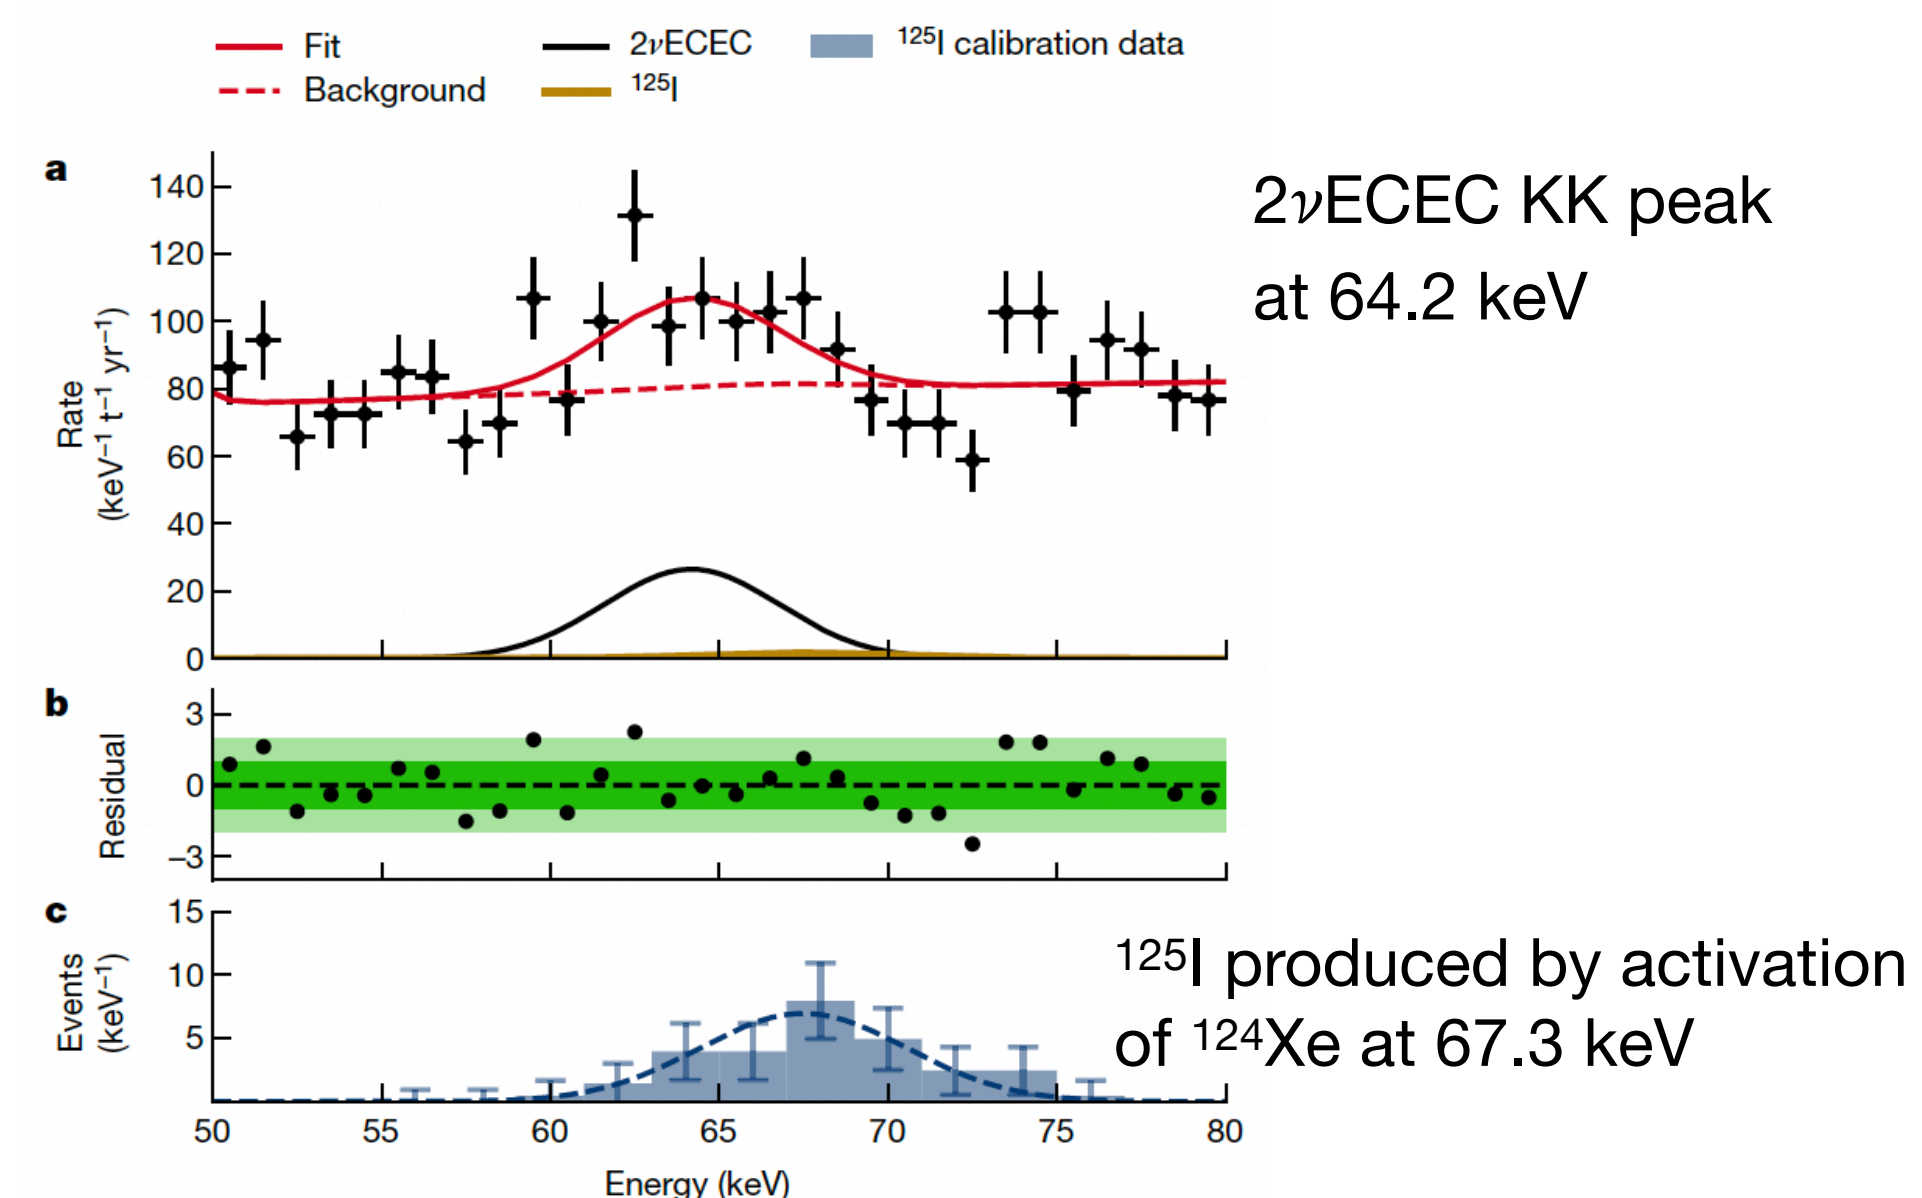 Fit
2νECEC
¹²⁵I calibration data
Background
¹²⁵I
a
140
120
100
80
60
40
20
0
Rate
(keV⁻¹ t⁻¹ yr⁻¹)
2νECEC KK peak
at 64.2 keV
b
3
0
−3
Residual
c
15
10
5
Events
(keV⁻¹)
¹²⁵I produced by activation
of ¹²⁴Xe at 67.3 keV
50 55 60 65 70 75 80
Energy (keV)